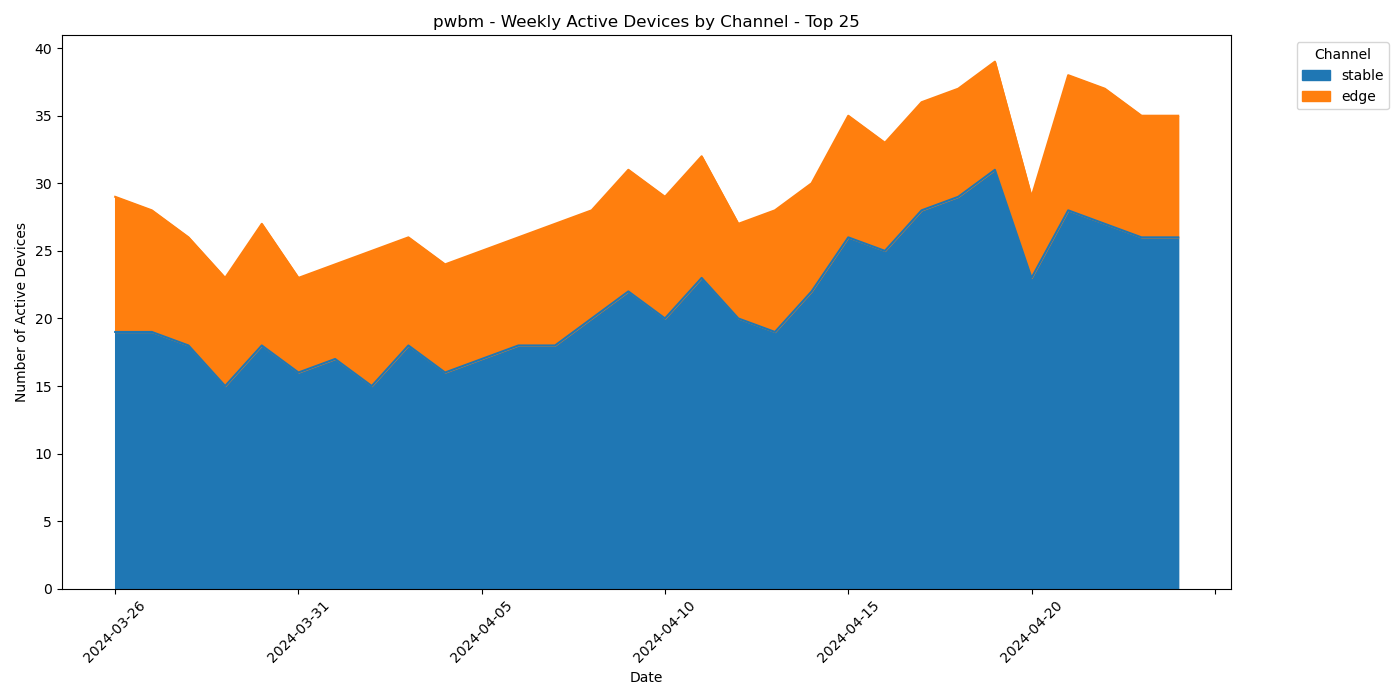 pwbm - Weekly Active Devices by Channel - Top 25
Channel
stable
edge
Number of Active Devices
40
35
30
25
20
15
10
5
0
2024-03-26
2024-03-31
2024-04-05
2024-04-10
2024-04-15
2024-04-20
Date